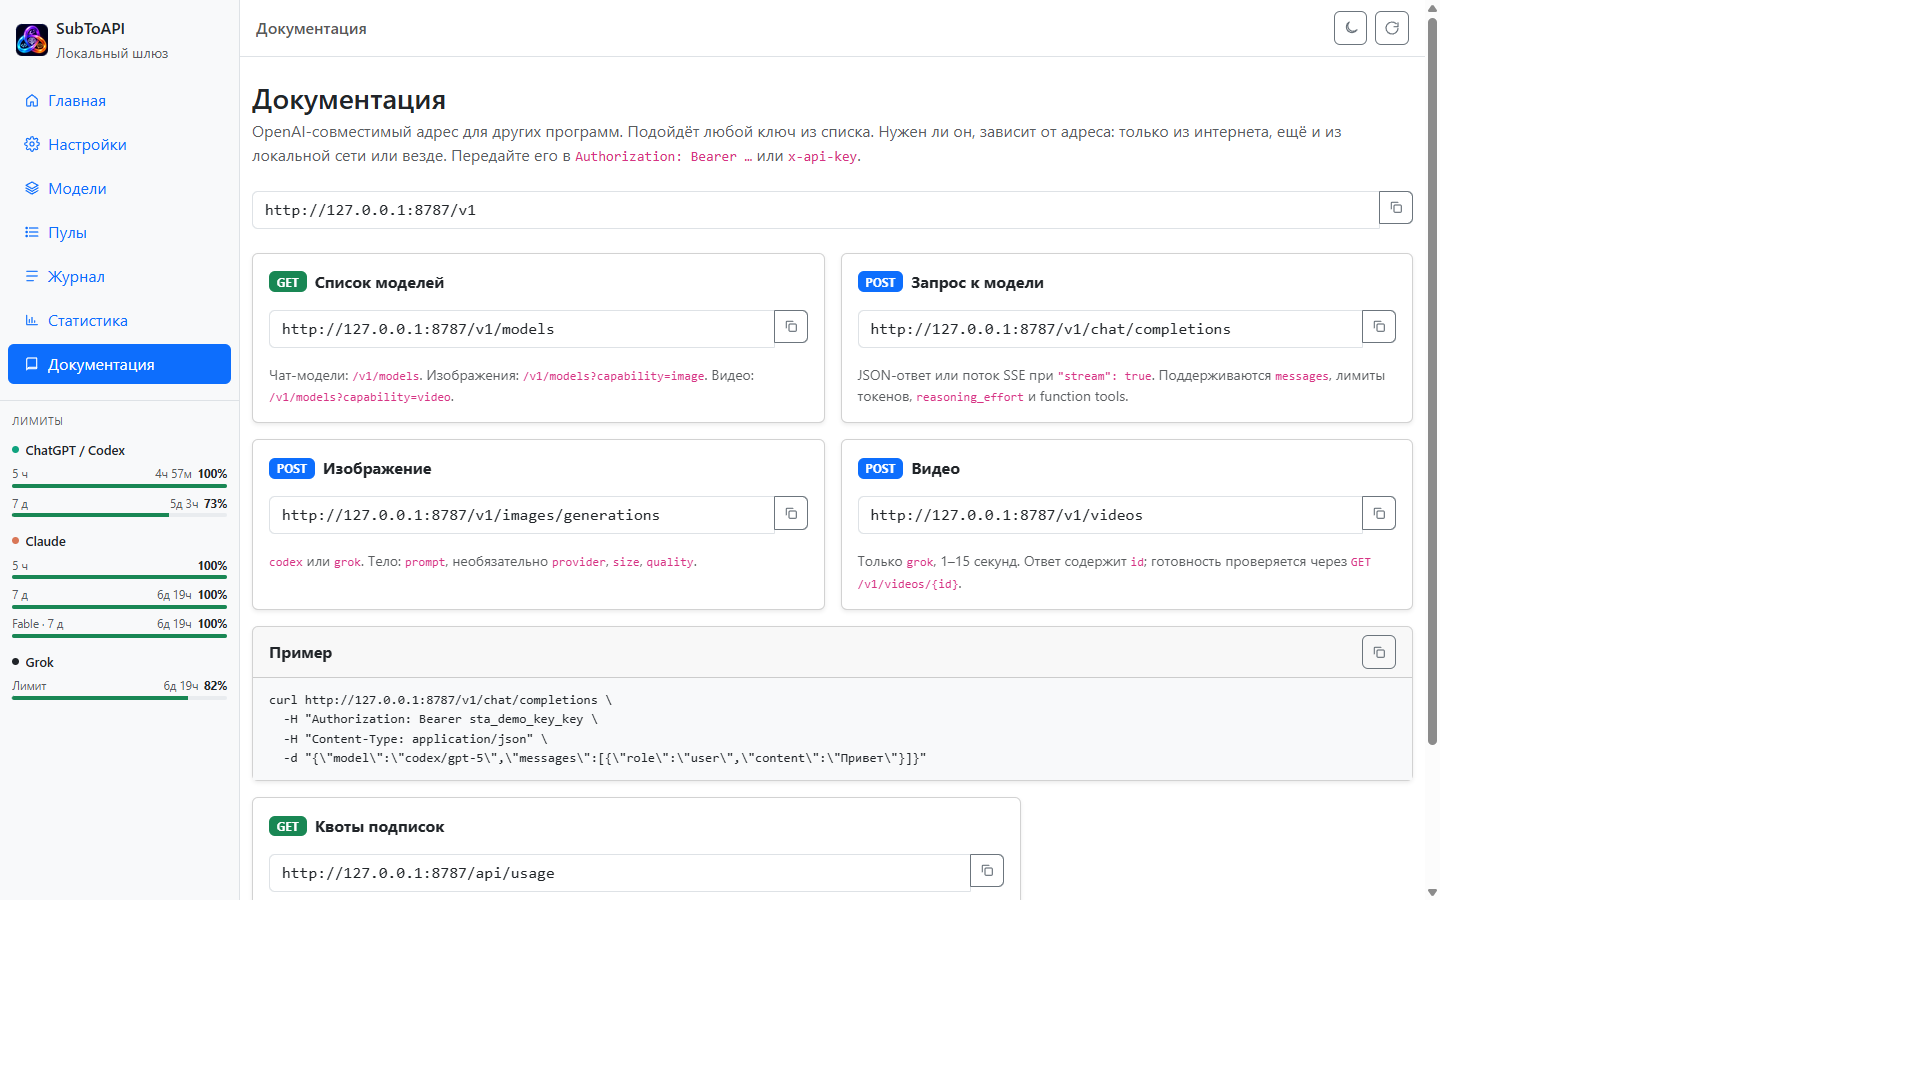 SubToAPI
Локальный шлюз
Главная
Настройки
Модели
Пулы
Журнал
Статистика
Документация
ЛИМИТЫ
ChatGPT / Codex
5 ч 4ч 57м 100%
7 д 5д 3ч 73%
Claude
5 ч 100%
7 д 6д 19ч 100%
Fable · 7 д 6д 19ч 100%
Grok
Лимит 6д 19ч 82%
Документация
Документация
OpenAI-совместимый адрес для других программ. Подойдёт любой ключ из списка. Нужен ли он, зависит от адреса: только из интернета, ещё и из
локальной сети или везде. Передайте его в Authorization: Bearer … или x-api-key.
http://127.0.0.1:8787/v1
GET Список моделей
http://127.0.0.1:8787/v1/models
Чат-модели: /v1/models. Изображения: /v1/models?capability=image. Видео:
/v1/models?capability=video.
POST Запрос к модели
http://127.0.0.1:8787/v1/chat/completions
JSON-ответ или поток SSE при "stream": true. Поддерживаются messages, лимиты
токенов, reasoning_effort и function tools.
POST Изображение
http://127.0.0.1:8787/v1/images/generations
codex или grok. Тело: prompt, необязательно provider, size, quality.
POST Видео
http://127.0.0.1:8787/v1/videos
Только grok, 1–15 секунд. Ответ содержит id; готовность проверяется через GET
/v1/videos/{id}.
Пример
curl http://127.0.0.1:8787/v1/chat/completions \
-H "Authorization: Bearer sta_demo_key_key \
-H "Content-Type: application/json" \
-d "{\"model\":\"codex/gpt-5\",\"messages\":[{\"role\":\"user\",\"content\":\"Привет\"}]}"
GET Квоты подписок
http://127.0.0.1:8787/api/usage